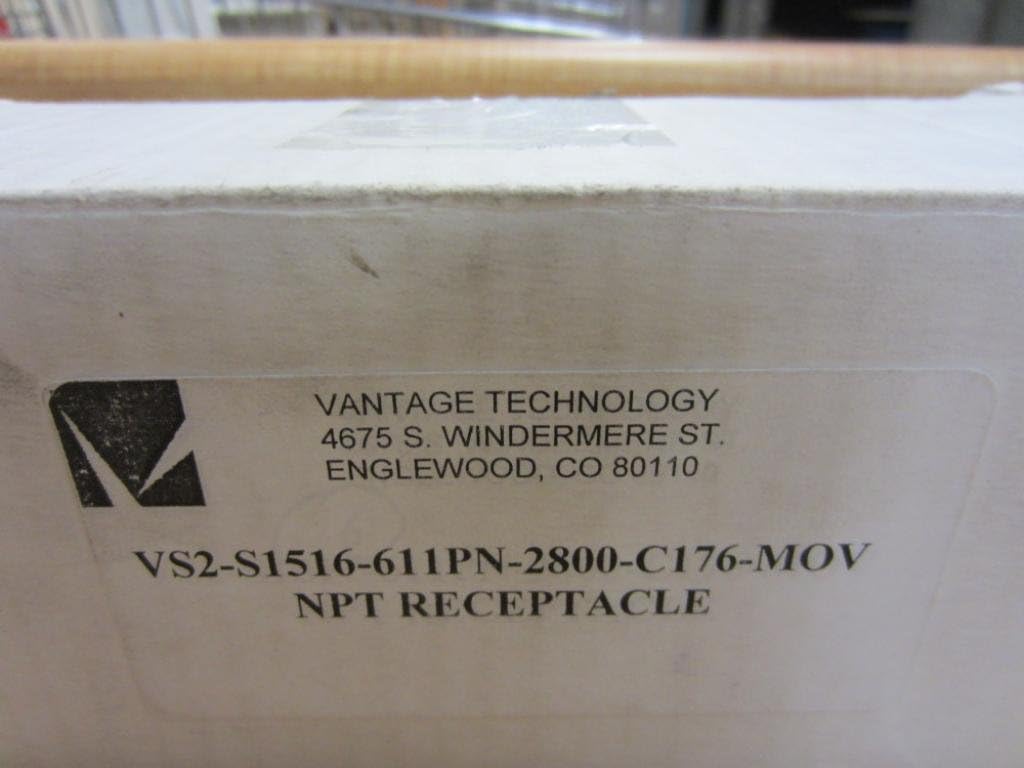 VANTAGE TECHNOLOGY
4675 S. WINDERMERE ST.
ENGLEWOOD, CO 80110
VS2-S1516-611PN-2800-C176-MOV
NPT RECEPTACLE